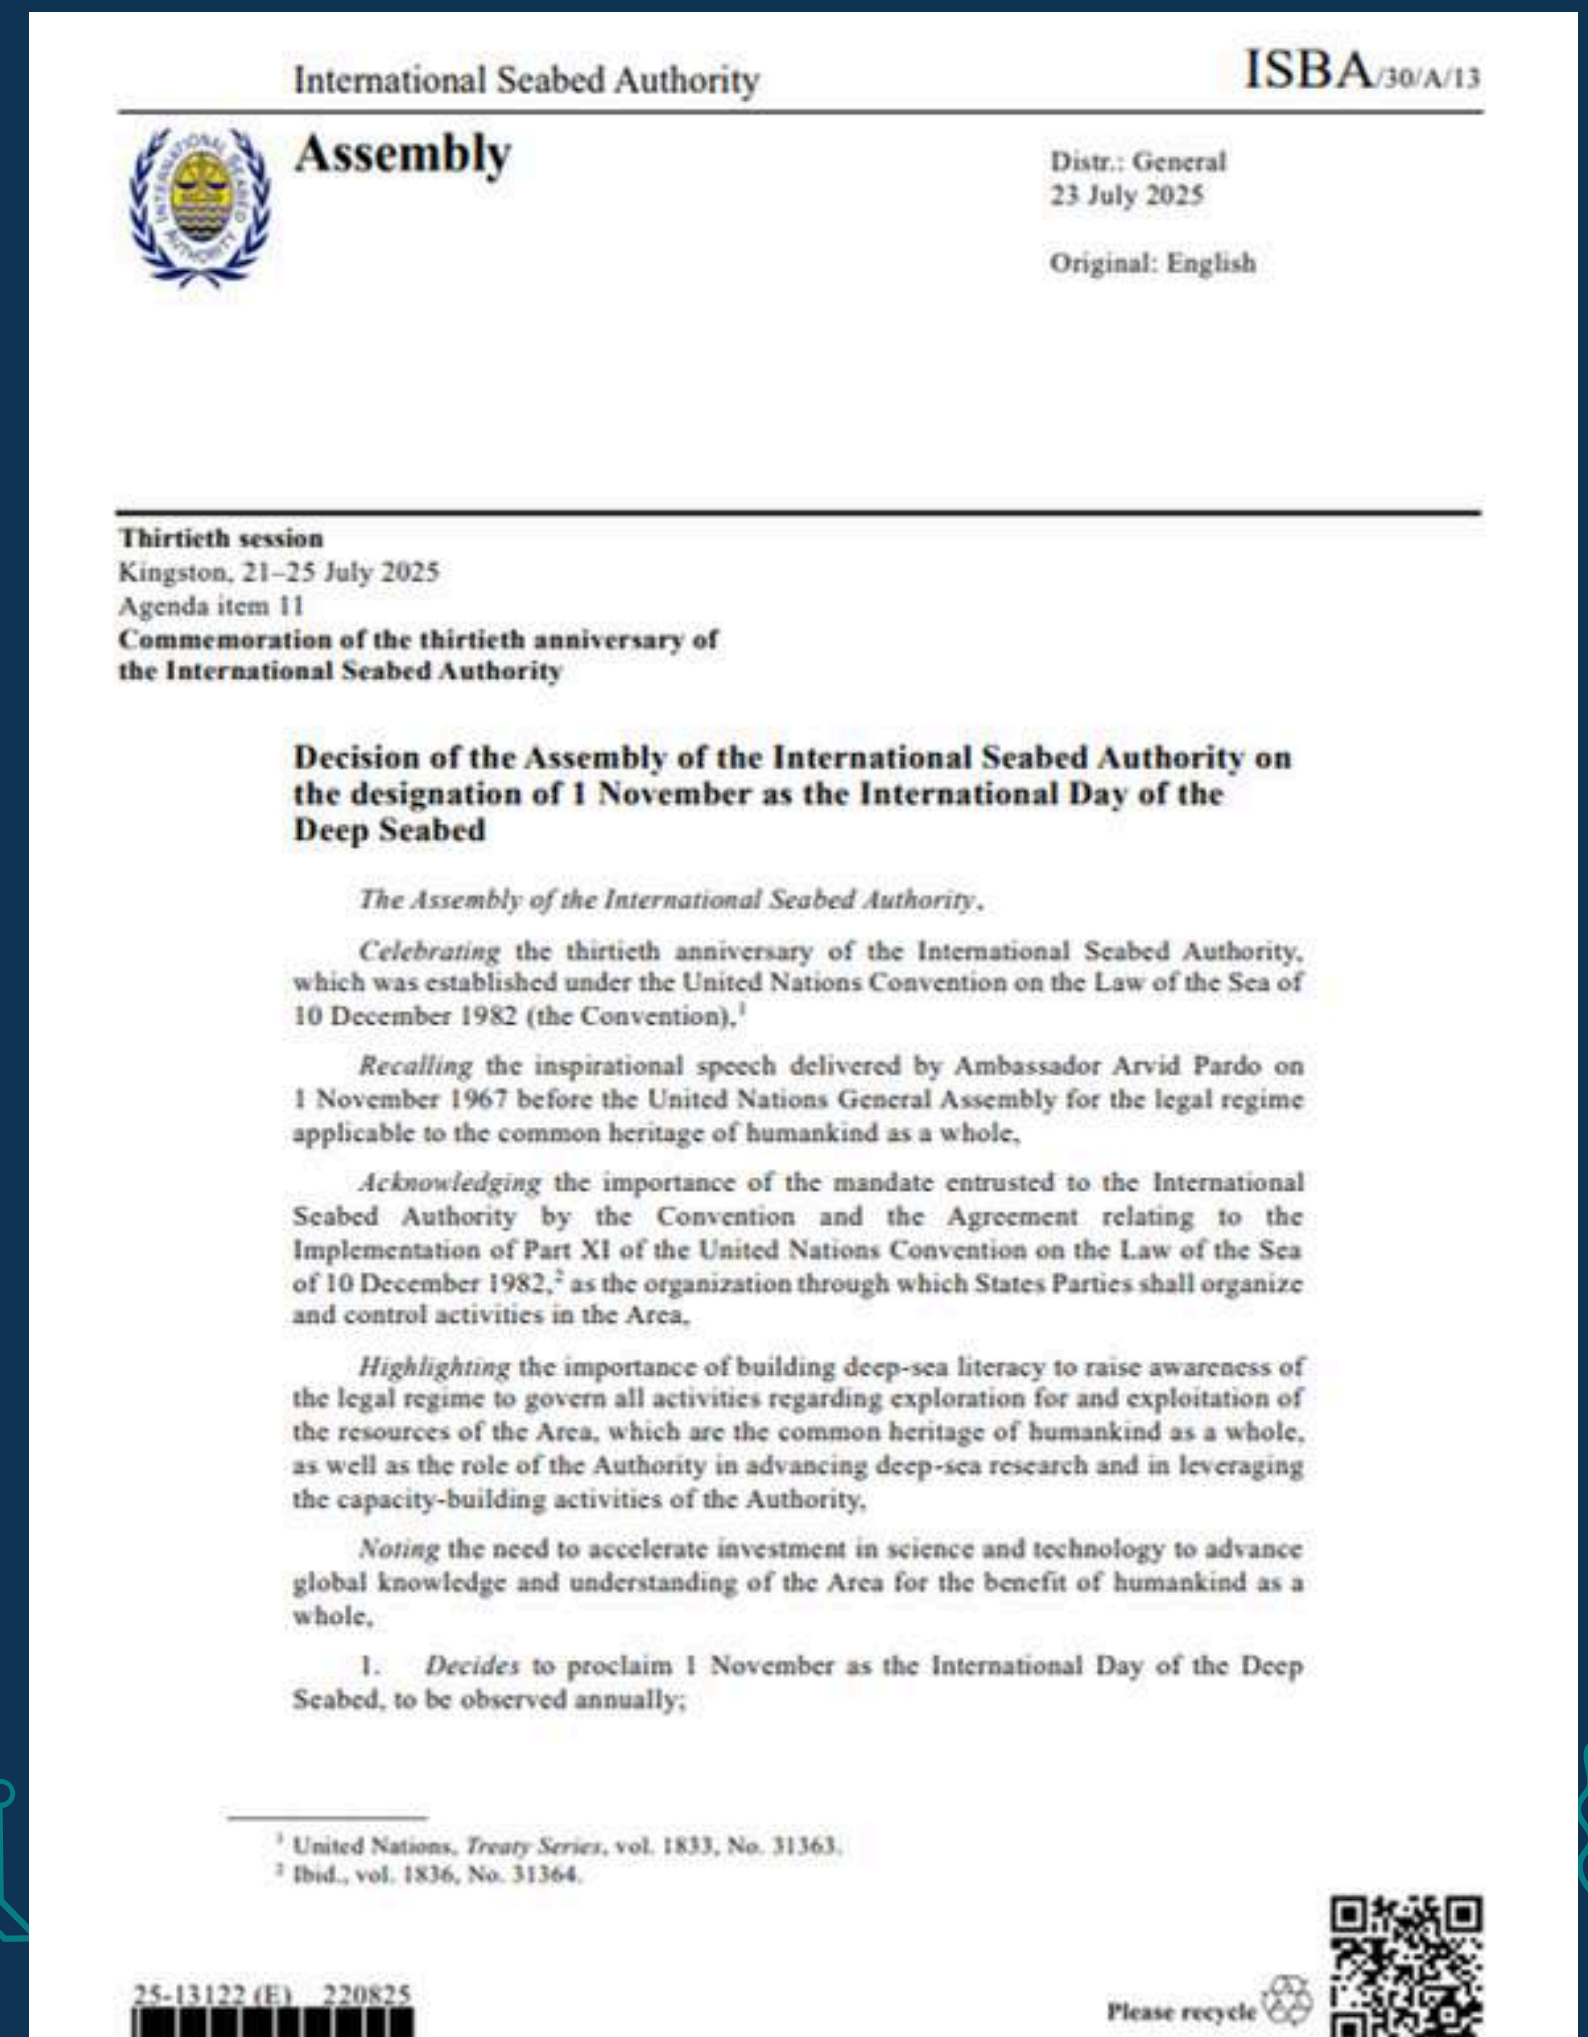 International Seabed Authority
ISBA/30/A/13
INTERNATIONAL SEABED
AUTHORITY
Assembly
Distr.: General
23 July 2025
Original: English
Thirtieth session
Kingston, 21–25 July 2025
Agenda item 11
Commemoration of the thirtieth anniversary of
the International Seabed Authority
Decision of the Assembly of the International Seabed Authority on
the designation of 1 November as the International Day of the
Deep Seabed
The Assembly of the International Seabed Authority,
Celebrating the thirtieth anniversary of the International Seabed Authority,
which was established under the United Nations Convention on the Law of the Sea of
10 December 1982 (the Convention),¹
Recalling the inspirational speech delivered by Ambassador Arvid Pardo on
1 November 1967 before the United Nations General Assembly for the legal regime
applicable to the common heritage of humankind as a whole,
Acknowledging the importance of the mandate entrusted to the International
Seabed Authority by the Convention and the Agreement relating to the
Implementation of Part XI of the United Nations Convention on the Law of the Sea
of 10 December 1982,² as the organization through which States Parties shall organize
and control activities in the Area,
Highlighting the importance of building deep-sea literacy to raise awareness of
the legal regime to govern all activities regarding exploration for and exploitation of
the resources of the Area, which are the common heritage of humankind as a whole,
as well as the role of the Authority in advancing deep-sea research and in leveraging
the capacity-building activities of the Authority,
Noting the need to accelerate investment in science and technology to advance
global knowledge and understanding of the Area for the benefit of humankind as a
whole,
1. Decides to proclaim 1 November as the International Day of the Deep
Seabed, to be observed annually;
¹ United Nations, Treaty Series, vol. 1833, No. 31363.
² Ibid., vol. 1836, No. 31364.
25-13122 (E) 220825
Please recycle